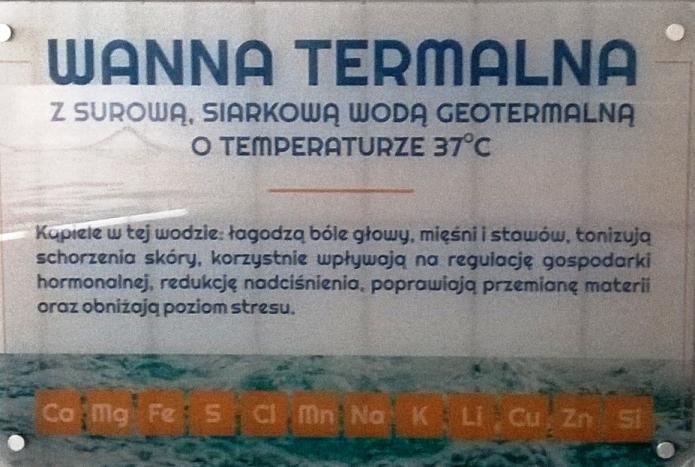 WANNA TERMALNA
Z SUROWĄ, SIARKOWĄ WODĄ GEOTERMALNĄ
O TEMPERATURZE 37°C
Kąpiele w tej wodzie: łagodzą bóle głowy, mięśni i stawów, tonizują
schorzenia skóry, korzystnie wpływają na regulację gospodarki
hormonalnej, redukcję nadciśnienia, poprawiają przemianę materii
oraz obniżają poziom stresu.
Ca Mg Fe S Cl Mn Na K Li Cu Zn Si